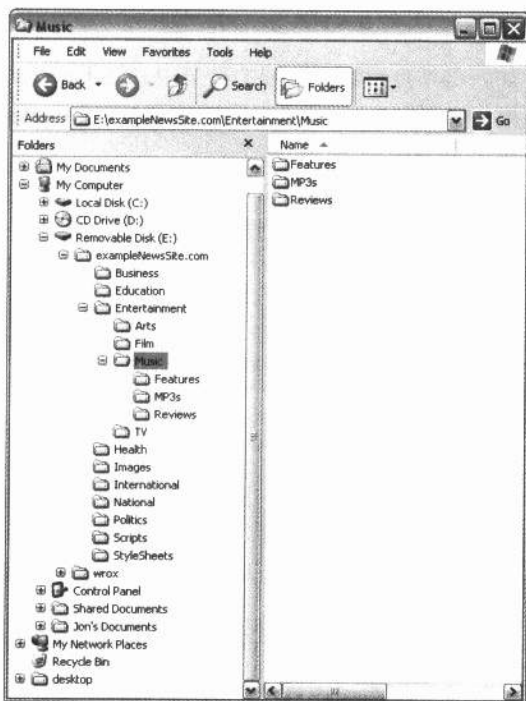 Music
File Edit View Favorites Tools Help
Back Search Folders
Address E:\exampleNewsSite.com\Entertainment\Music Go
Folders × Name
My Documents
My Computer
Local Disk (C:)
CD Drive (D:)
Removable Disk (E:)
exampleNewsSite.com
Business
Education
Entertainment
Arts
Film
Music
Features
MP3s
Reviews
TV
Health
Images
International
National
Politics
Scripts
StyleSheets
wrox
Control Panel
Shared Documents
Jon's Documents
My Network Places
Recycle Bin
desktop
Features
MP3s
Reviews